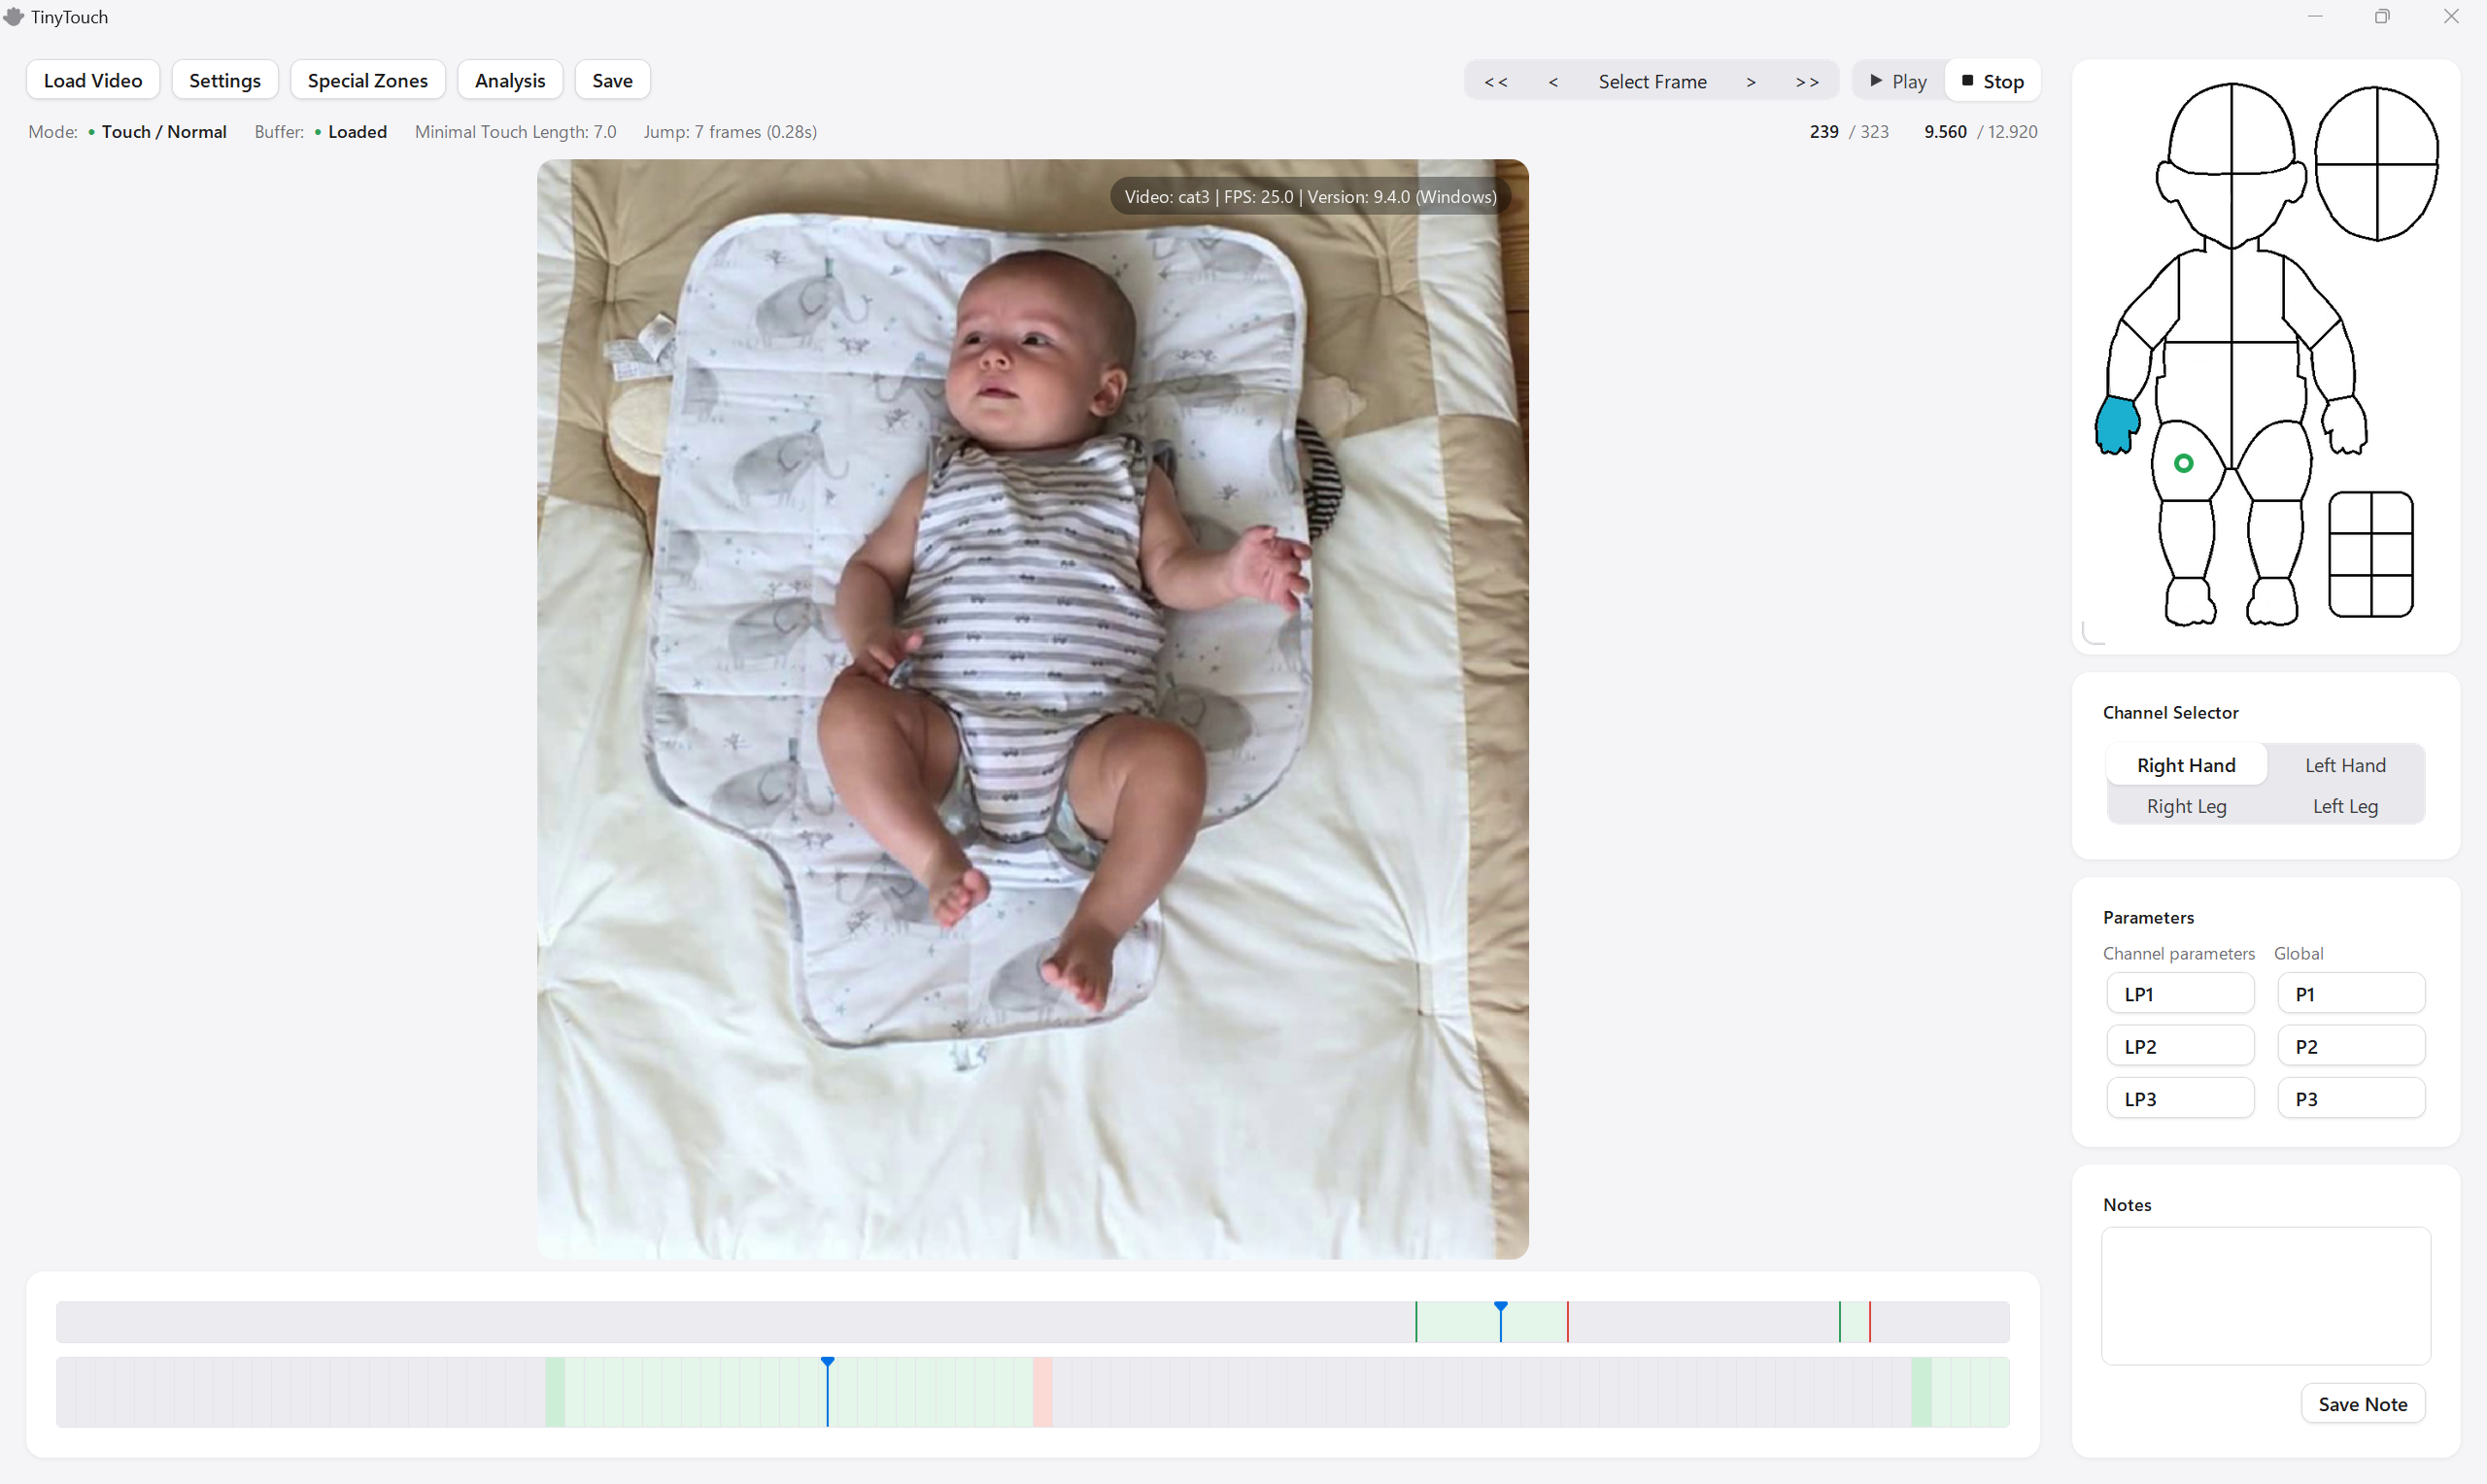 TinyTouch
Load Video Settings Special Zones Analysis Save << < Select Frame > >> Play Stop
Mode: • Touch / Normal Buffer: • Loaded Minimal Touch Length: 7.0 Jump: 7 frames (0.28s) 239 / 323 9.560 / 12.920
Video: cat3 | FPS: 25.0 | Version: 9.4.0 (Windows)
Channel Selector
Right Hand Left Hand
Right Leg Left Leg
Parameters
Channel parameters Global
LP1 P1
LP2 P2
LP3 P3
Notes
Save Note